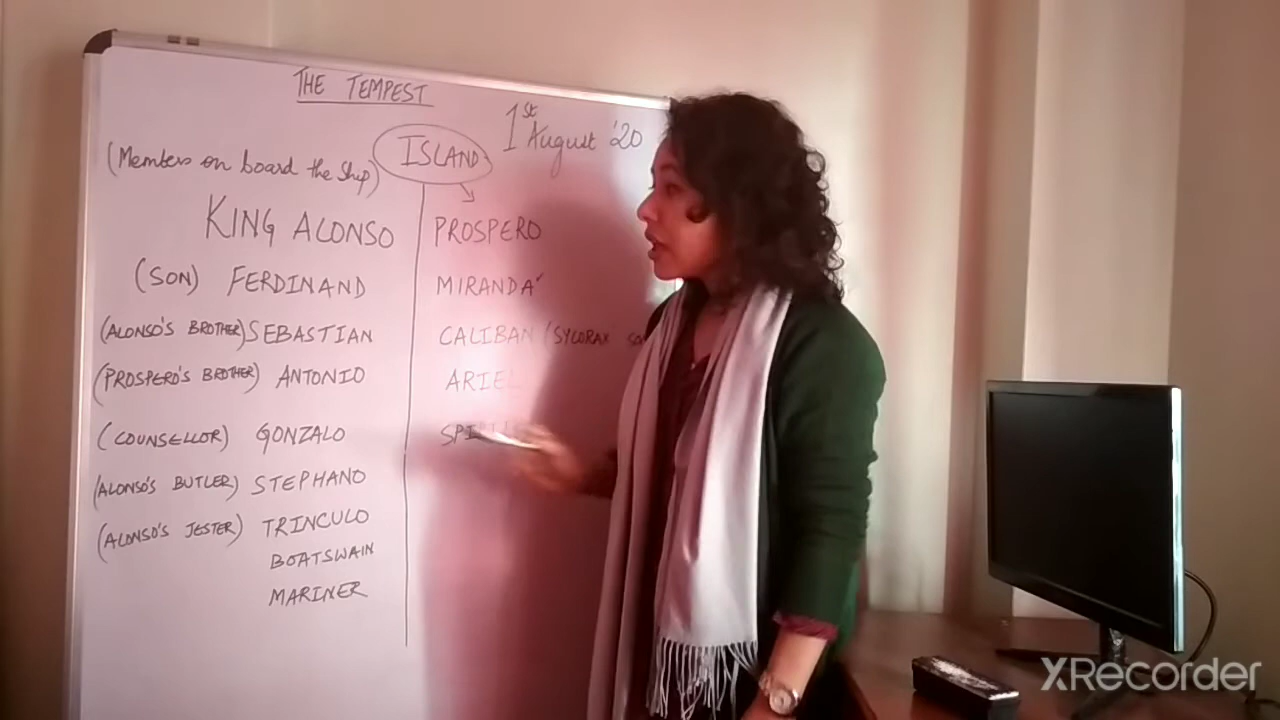 THE TEMPEST
1st August '20
(Members on board the Ship)
ISLAND
KING ALONSO
PROSPERO
(SON) FERDINAND
MIRANDA
(ALONSO'S BROTHER) SEBASTIAN
CALIBAN (SYCORAX
(PROSPERO'S BROTHER) ANTONIO
ARIEL
(COUNSELLOR) GONZALO
(ALONSO'S BUTLER) STEPHANO
(ALONSO'S JESTER) TRINCULO
BOATSWAIN
MARINER
XRecorder